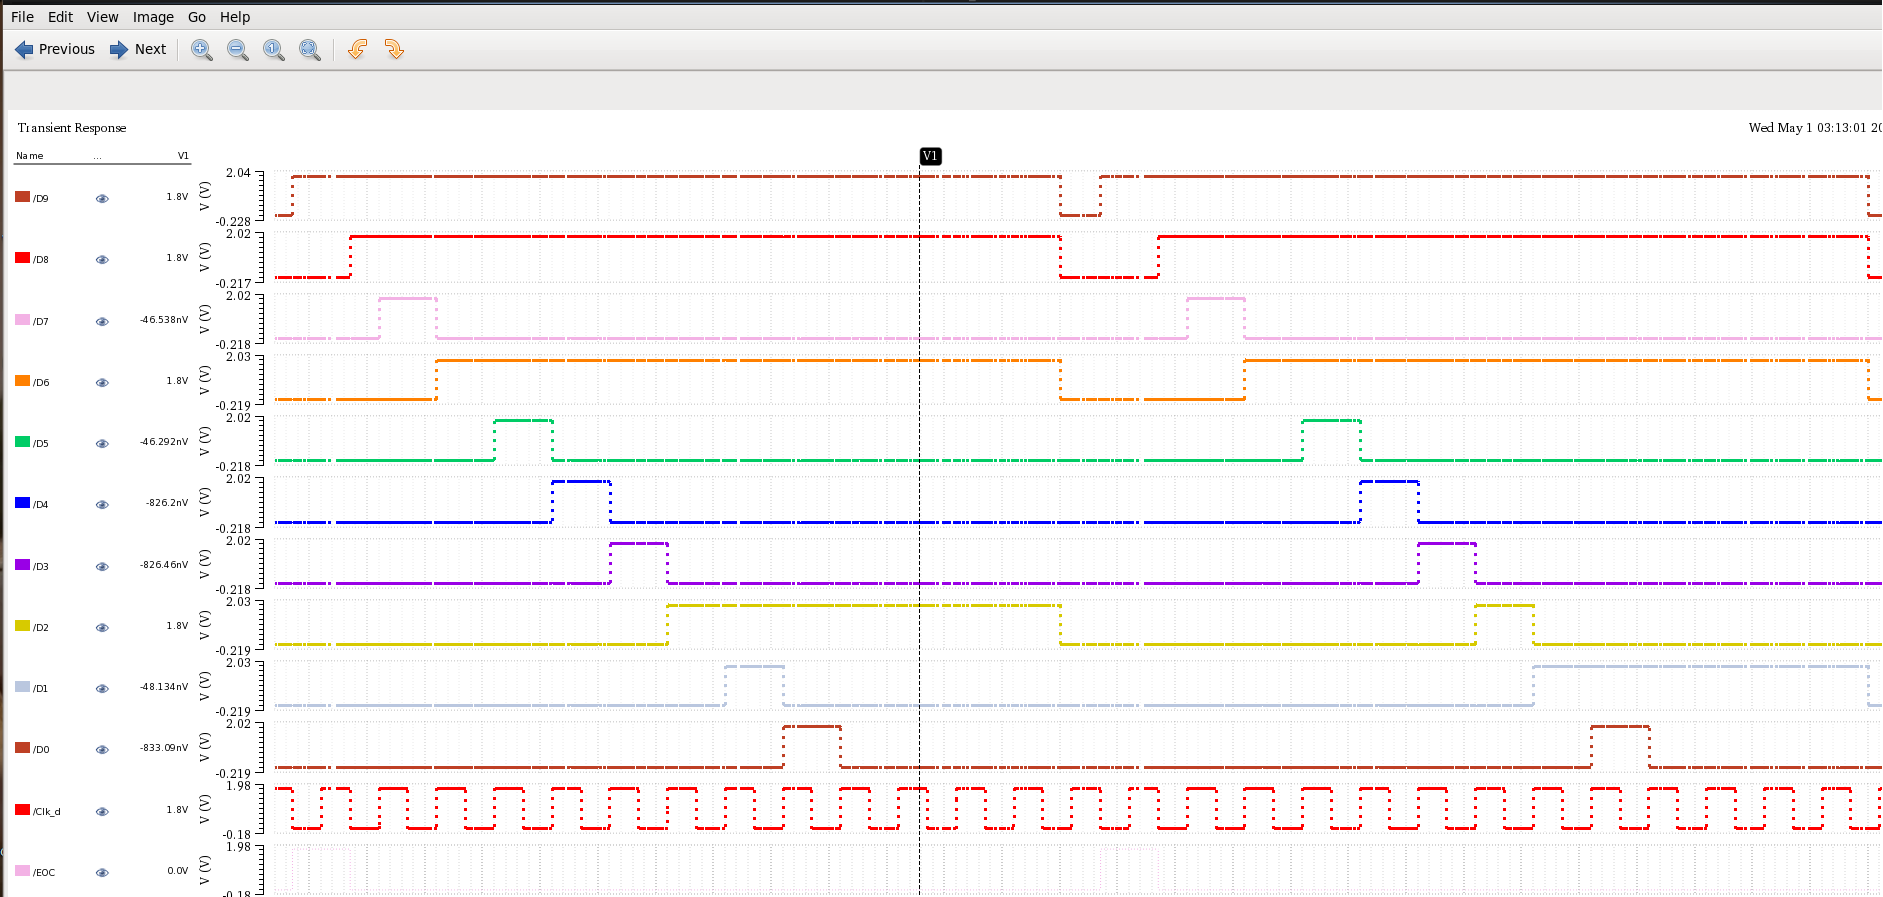 File Edit View Image Go Help
Previous Next
Transient Response
Wed May 1 03:13:01 20
Name ... V1
V1
/D9 1.8V V (V) 2.04 -0.228
/D8 1.8V V (V) 2.02 -0.217
/D7 -46.538nV V (V) 2.02 -0.218
/D6 1.8V V (V) 2.03 -0.219
/D5 -46.292nV V (V) 2.02 -0.218
/D4 -826.2nV V (V) 2.02 -0.218
/D3 -826.46nV V (V) 2.02 -0.218
/D2 1.8V V (V) 2.03 -0.219
/D1 -48.134nV V (V) 2.03 -0.219
/D0 -833.09nV V (V) 2.02 -0.219
/Clk_d 1.8V V (V) 1.98 -0.18
/EOC 0.0V V (V) 1.98 -0.18